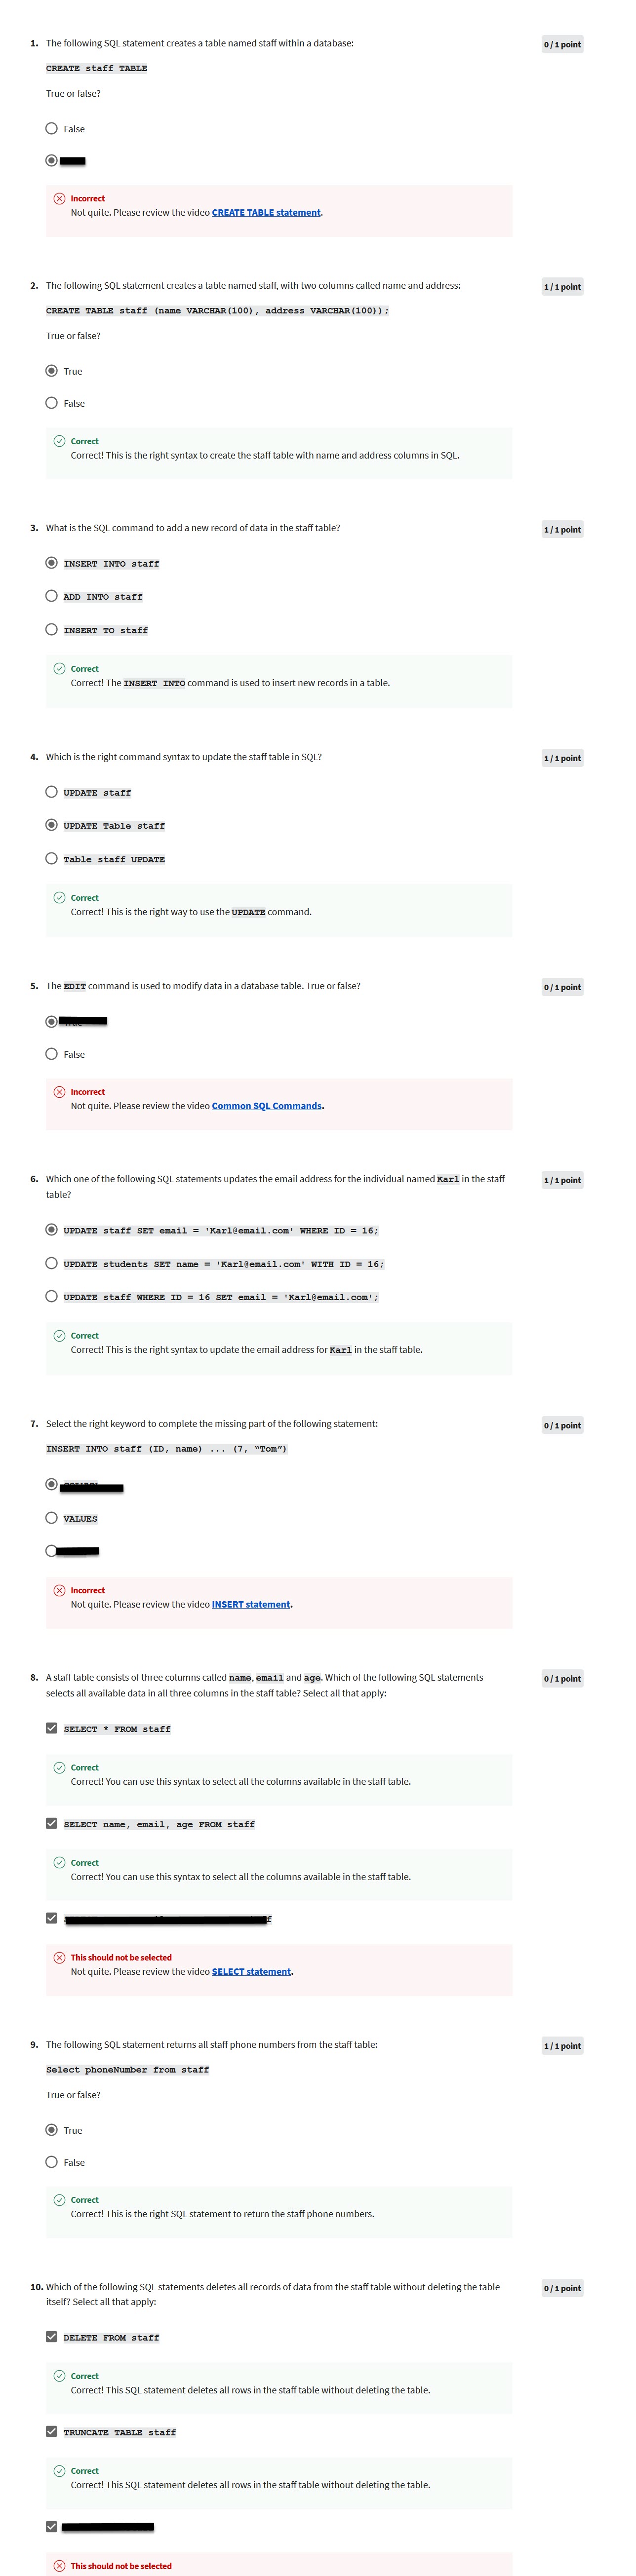 1. The following SQL statement creates a table named staff within a database:
0 / 1 point
CREATE staff TABLE
True or false?
False
Incorrect
Not quite. Please review the video CREATE TABLE statement.
2. The following SQL statement creates a table named staff, with two columns called name and address:
1 / 1 point
CREATE TABLE staff (name VARCHAR(100), address VARCHAR(100));
True or false?
True
False
Correct
Correct! This is the right syntax to create the staff table with name and address columns in SQL.
3. What is the SQL command to add a new record of data in the staff table?
1 / 1 point
INSERT INTO staff
ADD INTO staff
INSERT TO staff
Correct
Correct! The INSERT INTO command is used to insert new records in a table.
4. Which is the right command syntax to update the staff table in SQL?
1 / 1 point
UPDATE staff
UPDATE Table staff
Table staff UPDATE
Correct
Correct! This is the right way to use the UPDATE command.
5. The EDIT command is used to modify data in a database table. True or false?
0 / 1 point
False
Incorrect
Not quite. Please review the video Common SQL Commands.
6. Which one of the following SQL statements updates the email address for the individual named Karl in the staff
table?
1 / 1 point
UPDATE staff SET email = 'Karl@email.com' WHERE ID = 16;
UPDATE students SET name = 'Karl@email.com' WITH ID = 16;
UPDATE staff WHERE ID = 16 SET email = 'Karl@email.com';
Correct
Correct! This is the right syntax to update the email address for Karl in the staff table.
7. Select the right keyword to complete the missing part of the following statement:
0 / 1 point
INSERT INTO staff (ID, name) ... (7, “Tom”)
VALUES
Incorrect
Not quite. Please review the video INSERT statement.
8. A staff table consists of three columns called name, email and age. Which of the following SQL statements
selects all available data in all three columns in the staff table? Select all that apply:
0 / 1 point
SELECT * FROM staff
Correct
Correct! You can use this syntax to select all the columns available in the staff table.
SELECT name, email, age FROM staff
Correct
Correct! You can use this syntax to select all the columns available in the staff table.
This should not be selected
Not quite. Please review the video SELECT statement.
9. The following SQL statement returns all staff phone numbers from the staff table:
1 / 1 point
Select phoneNumber from staff
True or false?
True
False
Correct
Correct! This is the right SQL statement to return the staff phone numbers.
10. Which of the following SQL statements deletes all records of data from the staff table without deleting the table
itself? Select all that apply:
0 / 1 point
DELETE FROM staff
Correct
Correct! This SQL statement deletes all rows in the staff table without deleting the table.
TRUNCATE TABLE staff
Correct
Correct! This SQL statement deletes all rows in the staff table without deleting the table.
This should not be selected